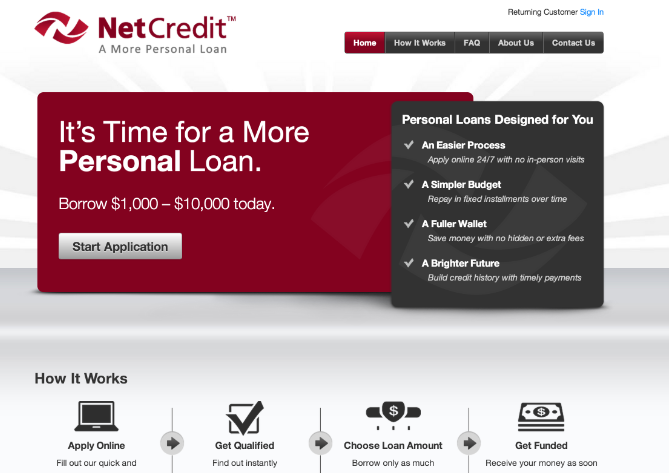 Returning Customer Sign In
NetCredit™
A More Personal Loan
Home How It Works FAQ About Us Contact Us
It's Time for a More
Personal Loan.
Borrow $1,000 – $10,000 today.
Start Application
Personal Loans Designed for You
An Easier Process
Apply online 24/7 with no in-person visits
A Simpler Budget
Repay in fixed installments over time
A Fuller Wallet
Save money with no hidden or extra fees
A Brighter Future
Build credit history with timely payments
How It Works
$ $
Apply Online Get Qualified Choose Loan Amount Get Funded
Fill out our quick and Find out instantly Borrow only as much Receive your money as soon